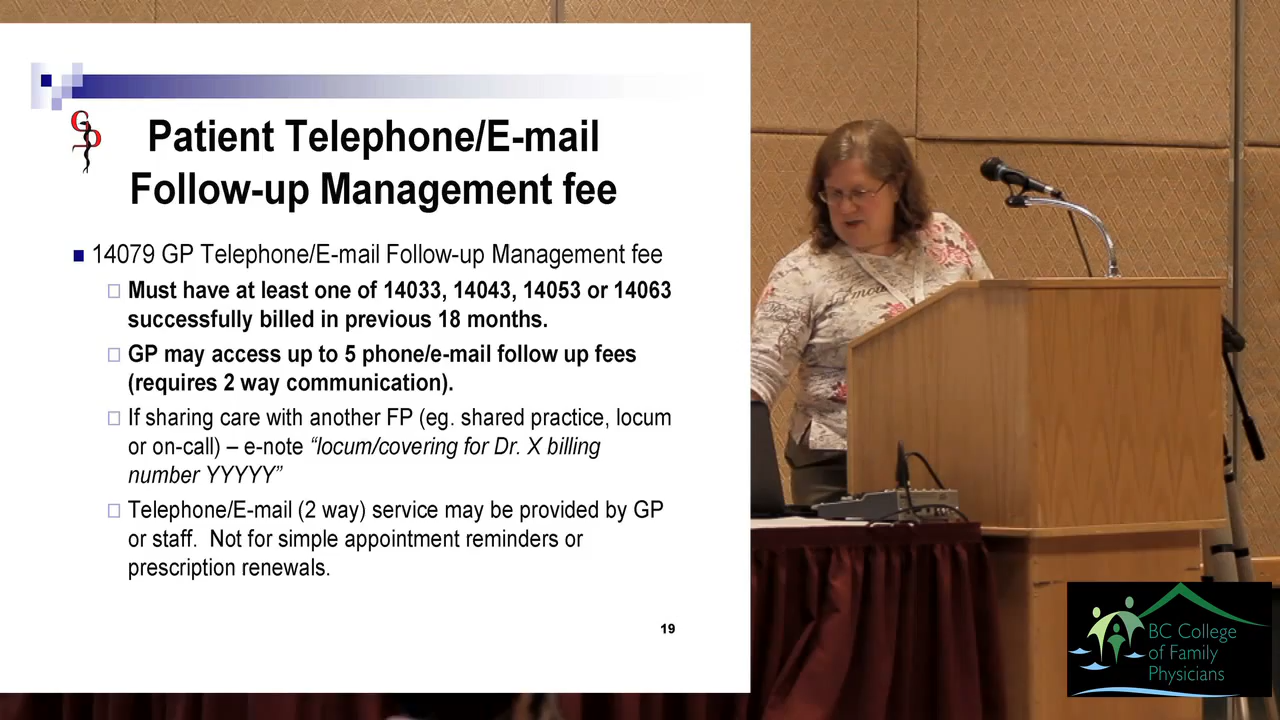 Patient Telephone/E-mail
Follow-up Management fee
14079 GP Telephone/E-mail Follow-up Management fee
Must have at least one of 14033, 14043, 14053 or 14063
successfully billed in previous 18 months.
GP may access up to 5 phone/e-mail follow up fees
(requires 2 way communication).
If sharing care with another FP (eg. shared practice, locum
or on-call) – e-note “locum/covering for Dr. X billing
number YYYYY”
Telephone/E-mail (2 way) service may be provided by GP
or staff.  Not for simple appointment reminders or
prescription renewals.
19
BC College
of Family
Physicians